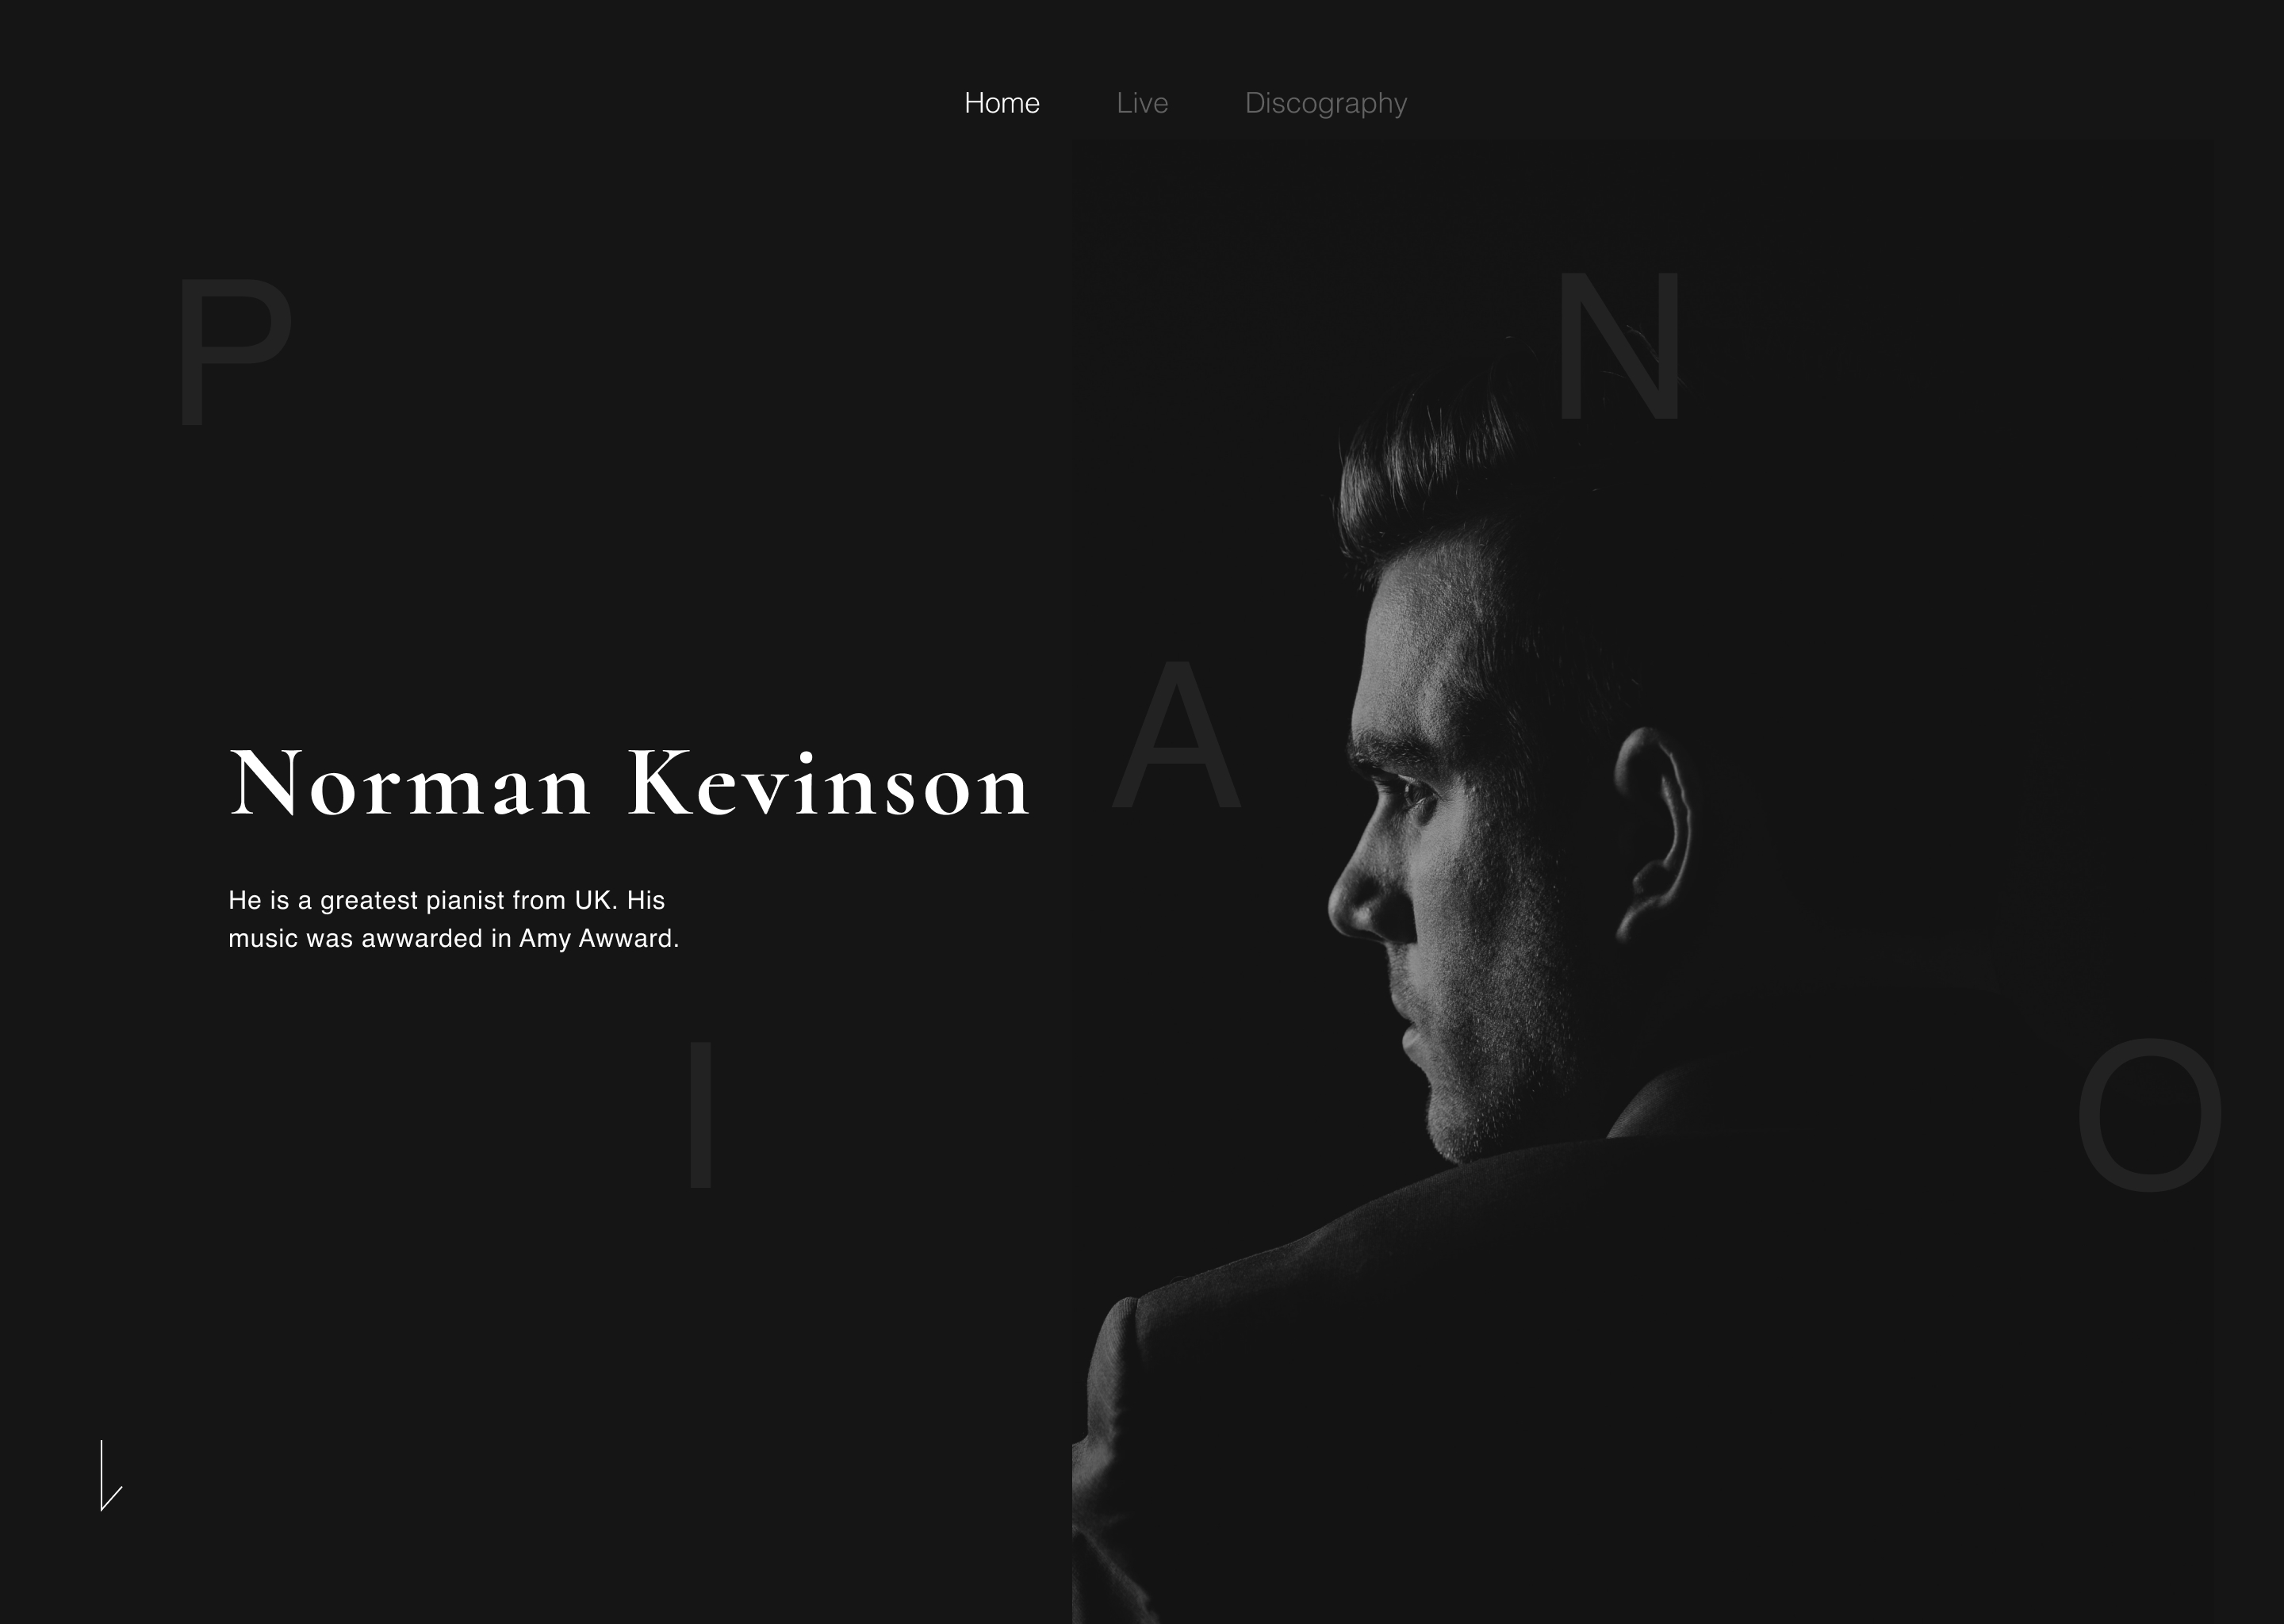 Home Live Discography
P
N
A
Norman Kevinson
He is a greatest pianist from UK. His
music was awwarded in Amy Awward.
I
O